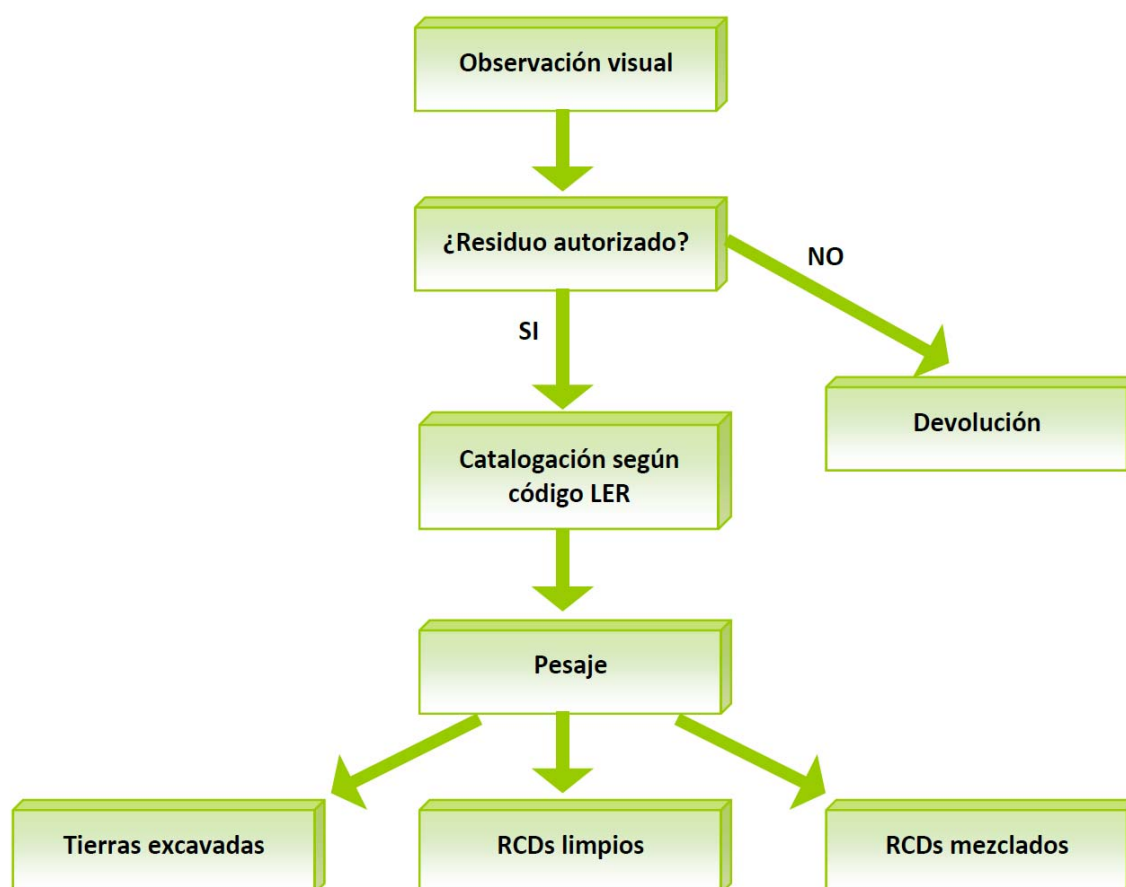 Observación visual
¿Residuo autorizado?
NO
SI
Devolución
Catalogación según
código LER
Pesaje
Tierras excavadas
RCDs limpios
RCDs mezclados